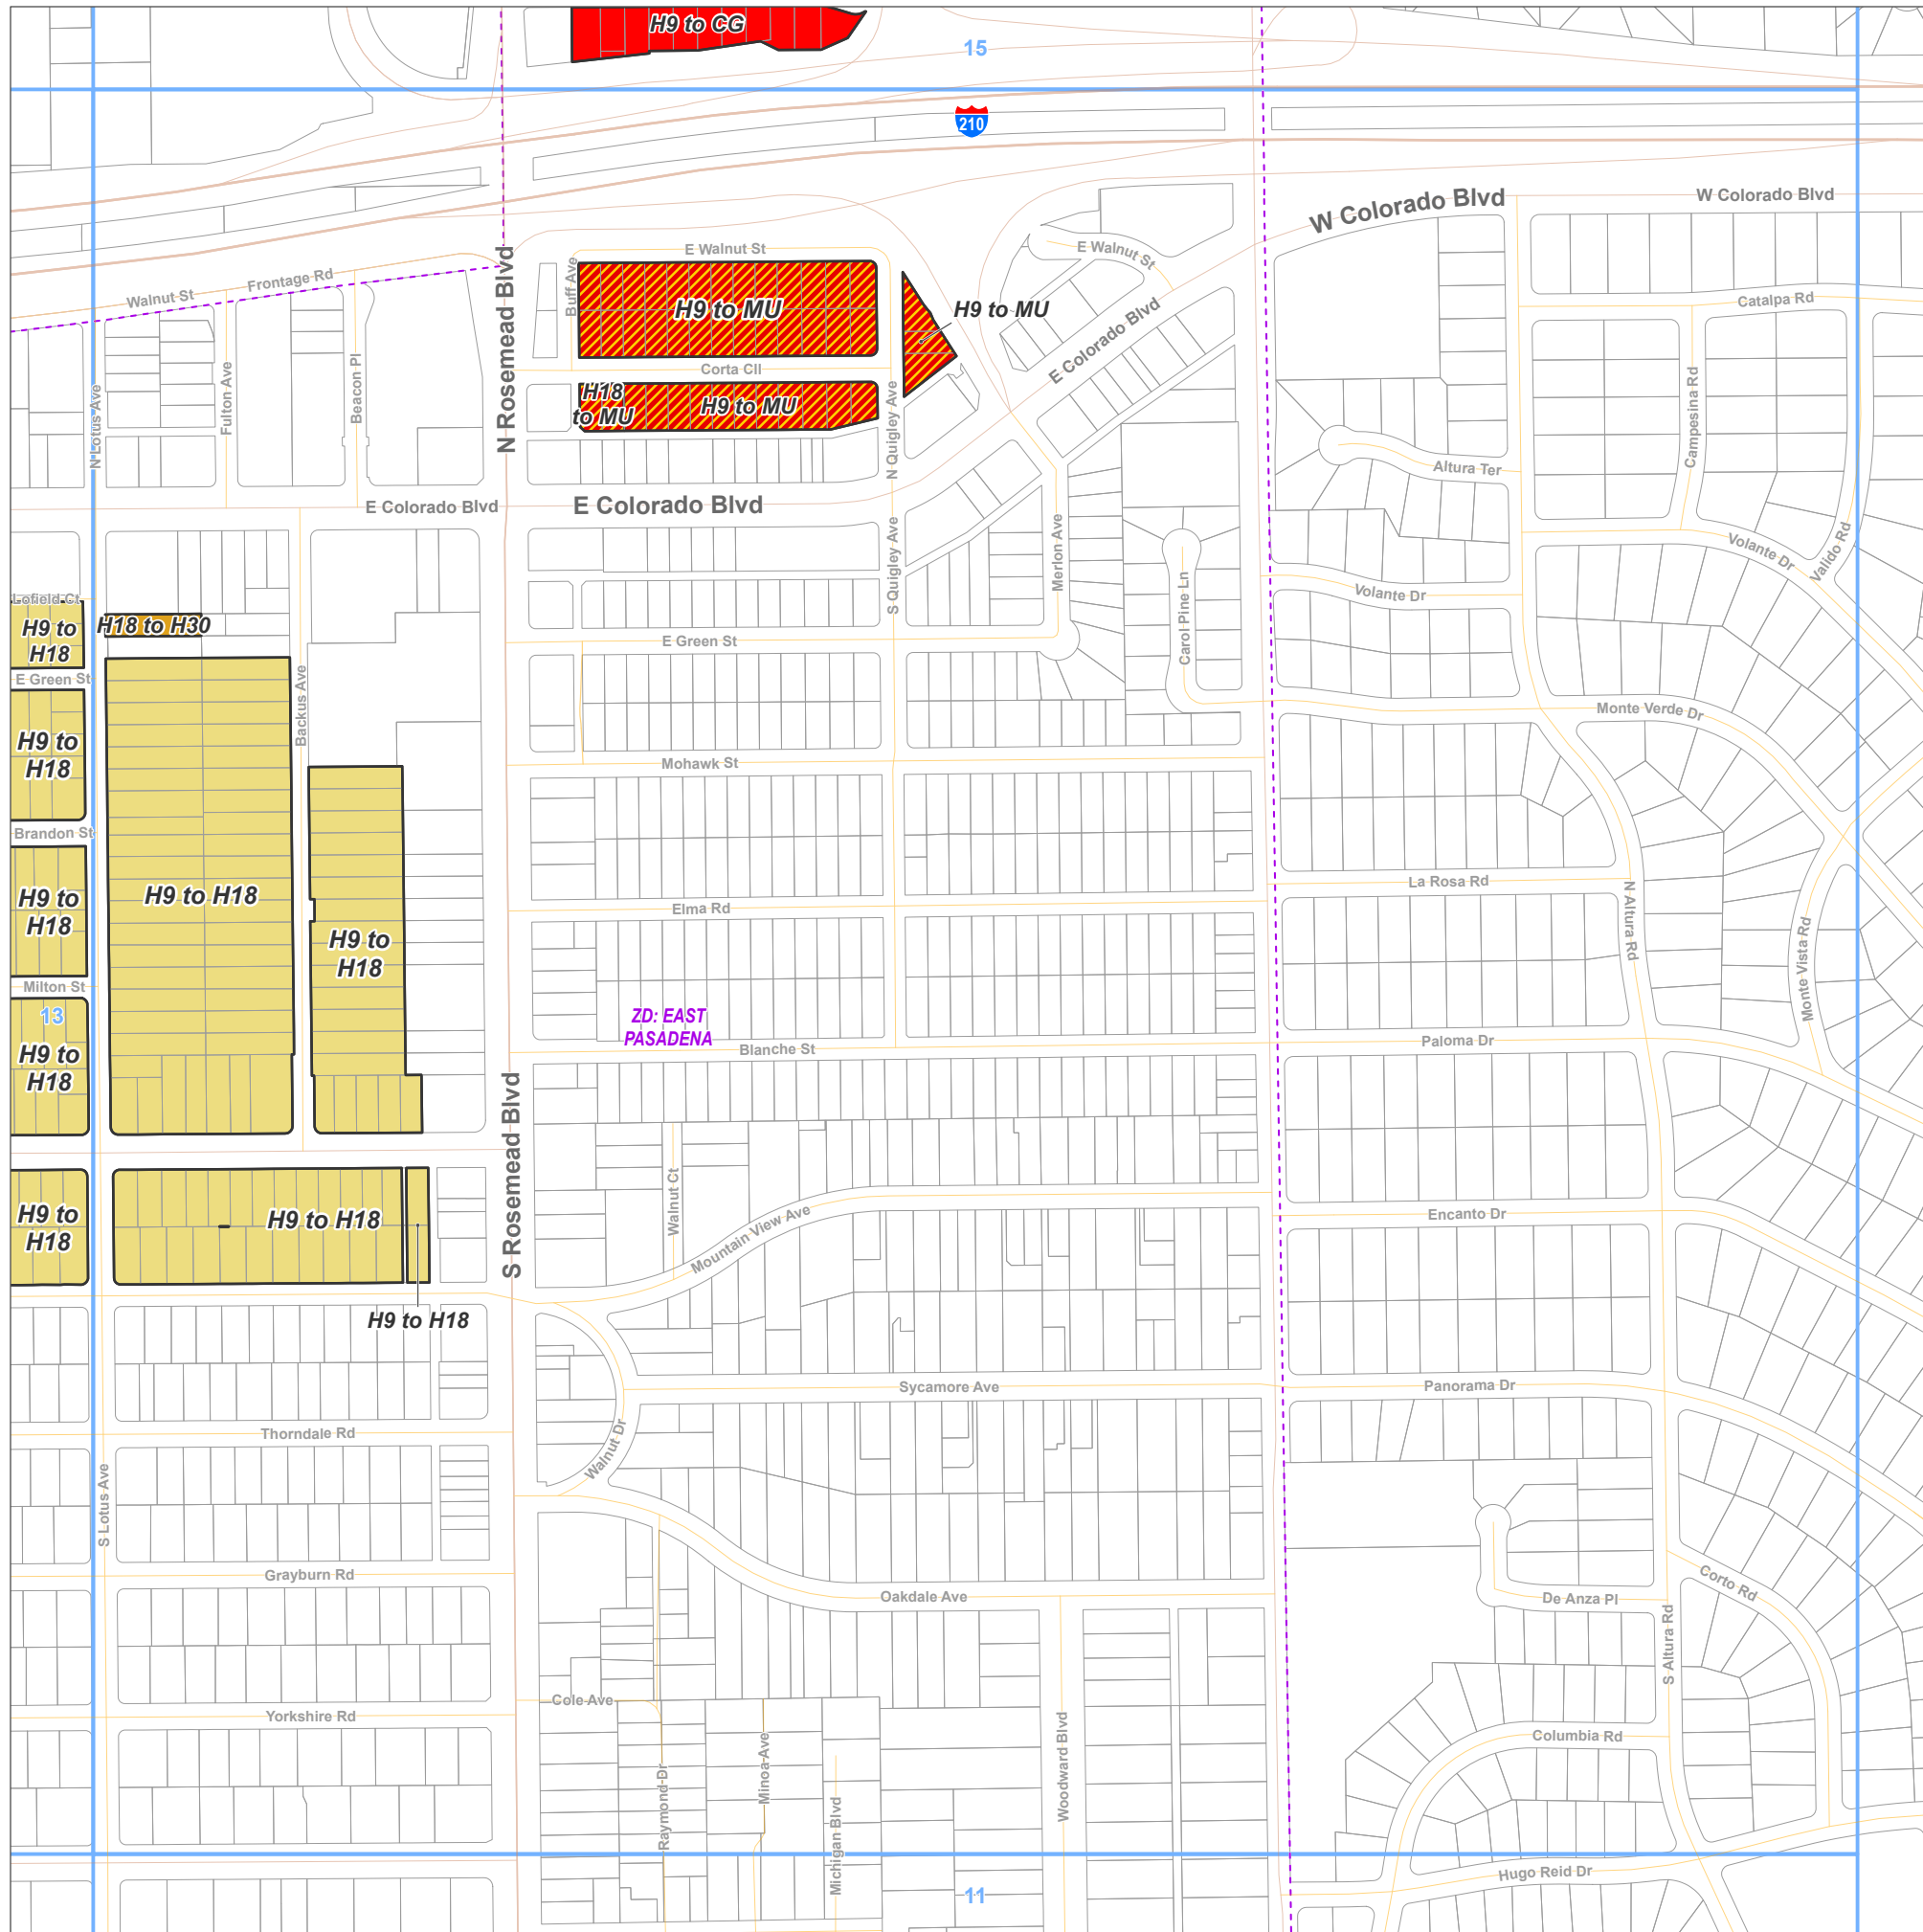 H9 to CG
15
210
W Colorado Blvd
W Colorado Blvd
E Walnut St
E Walnut St
Frontage Rd
Walnut St
Buff Ave
N Rosemead Blvd
H9 to MU
H9 to MU
Catalpa Rd
E Colorado Blvd
Corta Cll
H18
to MU
H9 to MU
N Lotus Ave
Fulton Ave
Beacon Pl
N Quigley Ave
Campesina Rd
Altura Ter
E Colorado Blvd
E Colorado Blvd
S Quigley Ave
Merlon Ave
Volante Dr
Valido Rd
Volante Dr
Carol Pine Ln
Lofield Ct
H9 to
H18
H18 to H30
E Green St
E Green St
Backus Ave
Monte Verde Dr
H9 to
H18
Mohawk St
Brandon St
H9 to
H18
H9 to H18
H9 to
H18
La Rosa Rd
Elma Rd
N Altura Rd
Monte Vista Rd
Milton St
13
H9 to
H18
ZD: EAST
PASADENA
Blanche St
Paloma Dr
S Rosemead Blvd
Walnut Ct
Mountain View Ave
H9 to
H18
H9 to H18
Encanto Dr
H9 to H18
Sycamore Ave
Panorama Dr
Thorndale Rd
Walnut Dr
S Lotus Ave
Grayburn Rd
Oakdale Ave
De Anza Pl
Corto Rd
S Altura Rd
Cole Ave
Yorkshire Rd
Columbia Rd
Raymond Dr
Minoa Ave
Michigan Blvd
Woodward Blvd
Hugo Reid Dr
11